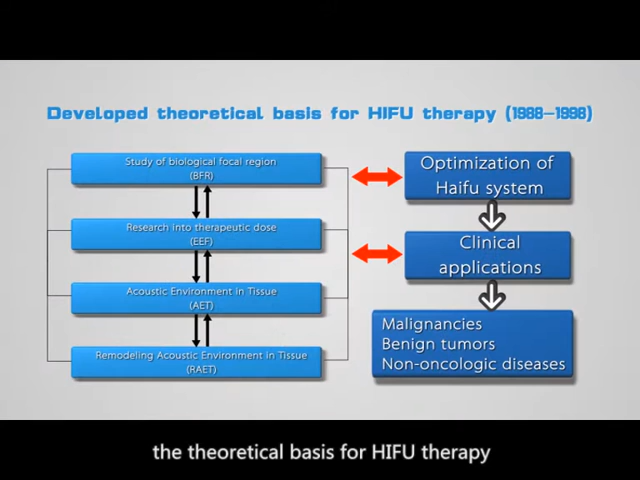 Developed theoretical basis for HIFU therapy (1988-1998)
Study of biological focal region
(BFR)
Research into therapeutic dose
(EEF)
Acoustic Environment in Tissue
(AET)
Remodeling Acoustic Environment in Tissue
(RAET)
Optimization of
Haifu system
Clinical
applications
Malignancies
Benign tumors
Non-oncologic diseases
the theoretical basis for HIFU therapy